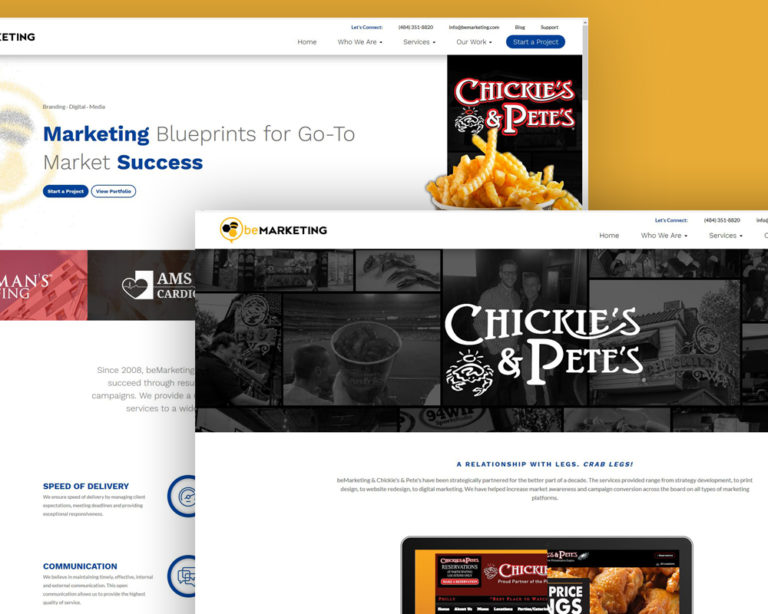 Let's Connect: (484) 351-8820 info@bemarketing.com Blog Support
KETING
Home Who We Are Services Our Work Start a Project
Branding · Digital · Media
Marketing Blueprints for Go-To
Market Success
Start a Project View Portfolio
CHICKIE'S
& PETE'S
MAN'S
ING
AMS
CARDIO
Since 2008, beMarketing
succeed through resu
campaigns. We provide a
services to a wid
SPEED OF DELIVERY
We ensure speed of delivery by managing client
expectations, meeting deadlines and providing
exceptional responsiveness.
COMMUNICATION
We believe in maintaining timely, effective, internal
and external communication. This open
communication allows us to provide the highest
quality of service.
Let's Connect: (484) 351-8820 info@
beMARKETING
Home Who We Are Services
CHICKIE'S
& PETE'S
94WIP
A RELATIONSHIP WITH LEGS. CRAB LEGS!
beMarketing & Chickie's & Pete's have been strategically partnered for the better part of a decade. The services provided range from strategy development, to print
design, to website redesign, to digital marketing. We have helped increase market awareness and campaign conversion across the board on all types of marketing
platforms.
CHICKIE'S & PETE'S
RESERVATIONS
CHICKIE
Proud Partner of the P
PRICE
NGS
Home About Us Menu Locations